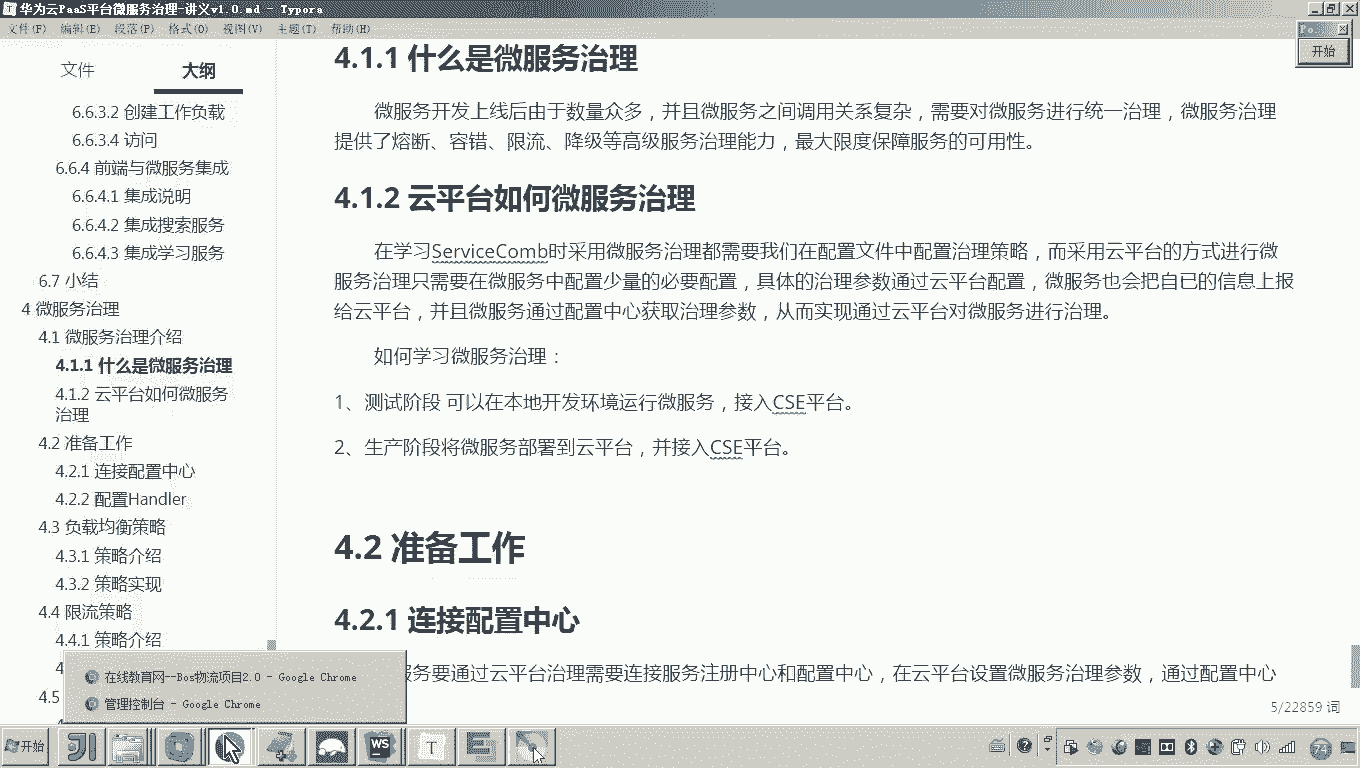 华为云PaaS平台微服务治理-讲义v1.0.md - Typora
文件(F) 编辑(E) 段落(P) 格式(O) 视图(V) 主题(T) 帮助(H)
开始
文件 大纲
6.6.3.2 创建工作负载
6.6.3.4 访问
6.6.4 前端与微服务集成
6.6.4.1 集成说明
6.6.4.2 集成搜索服务
6.6.4.3 集成学习服务
6.7 小结
4 微服务治理
4.1 微服务治理介绍
4.1.1 什么是微服务治理
4.1.2 云平台如何微服务
治理
4.2 准备工作
4.2.1 连接配置中心
4.2.2 配置Handler
4.3 负载均衡策略
4.3.1 策略介绍
4.3.2 策略实现
4.4 限流策略
4.4.1 策略介绍
4.5
4.1.1 什么是微服务治理
微服务开发上线后由于数量众多，并且微服务之间调用关系复杂，需要对微服务进行统一治理，微服务治理
提供了熔断、容错、限流、降级等高级服务治理能力，最大限度保障服务的可用性。
4.1.2 云平台如何微服务治理
在学习ServiceComb时采用微服务治理都需要我们在配置文件中配置治理策略，而采用云平台的方式进行微
服务治理只需要在微服务中配置少量的必要配置，具体的治理参数通过云平台配置，微服务也会把自已的信息上报
给云平台，并且微服务通过配置中心获取治理参数，从而实现通过云平台对微服务进行治理。
如何学习微服务治理：
1、测试阶段 可以在本地开发环境运行微服务，接入CSE平台。
2、生产阶段将微服务部署到云平台，并接入CSE平台。
4.2 准备工作
4.2.1 连接配置中心
服务要通过云平台治理需要连接服务注册中心和配置中心，在云平台设置微服务治理参数，通过配置中心
5/22859 词
在线教育网--Bos物流项目2.0 - Google Chrome
管理控制台 - Google Chrome
开始
WS
T
74